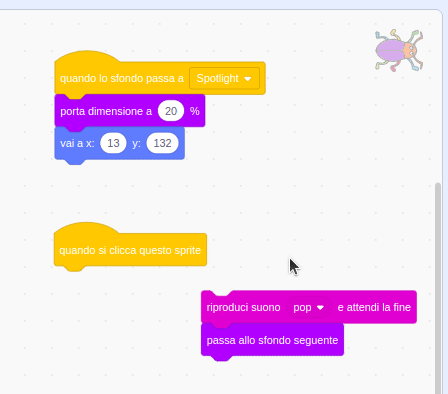 quando lo sfondo passa a Spotlight
porta dimensione a 20 %
vai a x: 13 y: 132
quando si clicca questo sprite
riproduci suono pop e attendi la fine
passa allo sfondo seguente